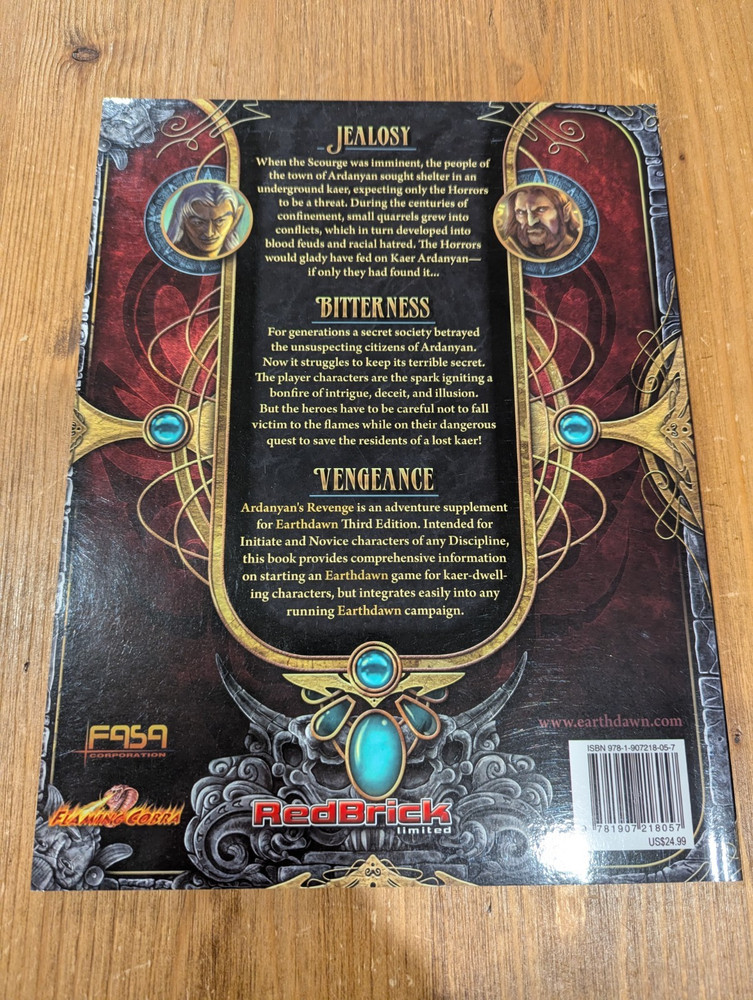 JEALOSY
When the Scourge was imminent, the people of
the town of Ardanyan sought shelter in an
underground kaer, expecting only the Horrors
to be a threat. During the centuries of
confinement, small quarrels grew into
conflicts, which in turn developed into
blood feuds and racial hatred. The Horrors
would glady have fed on Kaer Ardanyan—
if only they had found it...
BITTERNESS
For generations a secret society betrayed
the unsuspecting citizens of Ardanyan.
Now it struggles to keep its terrible secret.
The player characters are the spark igniting a
bonfire of intrigue, deceit, and illusion.
But the heroes have to be careful not to fall
victim to the flames while on their dangerous
quest to save the residents of a lost kaer!
VENGEANCE
Ardanyan's Revenge is an adventure supplement
for Earthdawn Third Edition. Intended for
Initiate and Novice characters of any Discipline,
this book provides comprehensive information
on starting an Earthdawn game for kaer-dwell-
ing characters, but integrates easily into any
running Earthdawn campaign.
www.earthdawn.com
FASA
CORPORATION
FLAMING COBRA
RedBrick
limited
ISBN 978-1-907218-05-7
9 781907 218057
US$24.99